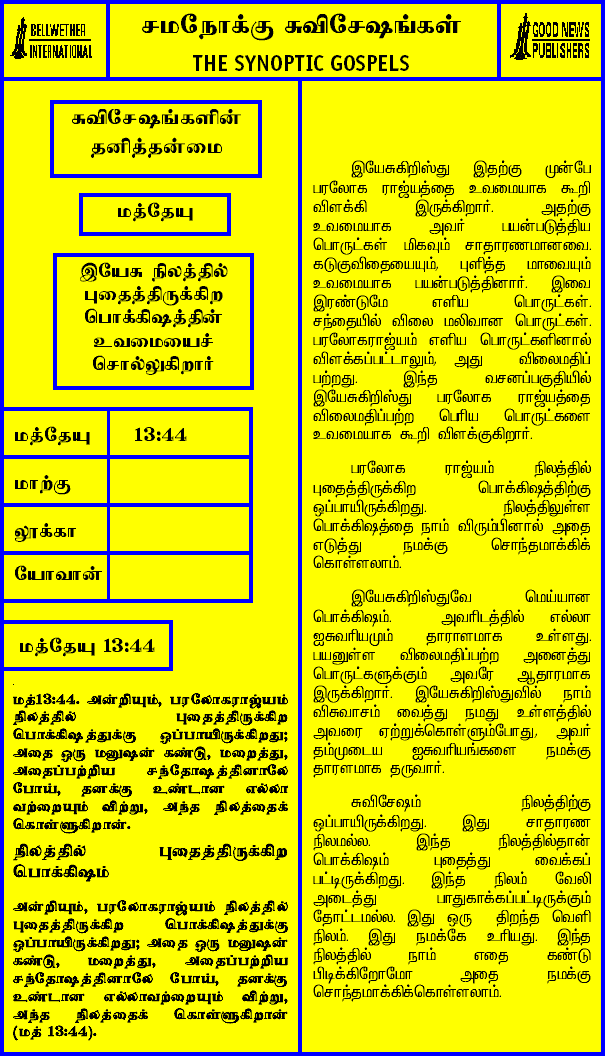 BELLWETHER
INTERNATIONAL
சமநோக்கு சுவிசேஷங்கள்
THE SYNOPTIC GOSPELS
GOOD NEWS
PUBLISHERS
சுவிசேஷங்களின்
தனித்தன்மை
மத்தேயு
இயேசு நிலத்தில்
புதைத்திருக்கிற
பொக்கிஷத்தின்
உவமையைச்
சொல்லுகிறார்
மத்தேயு 13:44
மாற்கு
லூக்கா
யோவான்
மத்தேயு 13:44
மத்13:44. அன்றியும், பரலோகராஜ்யம்
நிலத்தில் புதைத்திருக்கிற
பொக்கிஷத்துக்கு ஒப்பாயிருக்கிறது;
அதை ஒரு மனுஷன் கண்டு, மறைத்து,
அதைப்பற்றிய சந்தோஷத்தினாலே
போய், தனக்கு உண்டான எல்லா
வற்றையும் விற்று, அந்த நிலத்தைக்
கொள்ளுகிறான்.
நிலத்தில் புதைத்திருக்கிற
பொக்கிஷம்
அன்றியும், பரலோகராஜ்யம் நிலத்தில்
புதைத்திருக்கிற பொக்கிஷத்துக்கு
ஒப்பாயிருக்கிறது; அதை ஒரு மனுஷன்
கண்டு, மறைத்து, அதைப்பற்றிய
சந்தோஷத்தினாலே போய், தனக்கு
உண்டான எல்லாவற்றையும் விற்று,
அந்த நிலத்தைக் கொள்ளுகிறான்
(மத் 13:44).
இயேசுகிறிஸ்து இதற்கு முன்பே
பரலோக ராஜ்யத்தை உவமையாக கூறி
விளக்கி இருக்கிறார். அதற்கு
உவமையாக அவர் பயன்படுத்திய
பொருட்கள் மிகவும் சாதாரணமானவை.
கடுகுவிதையையும், புளித்த மாவையும்
உவமையாக பயன்படுத்தினார். இவை
இரண்டுமே எளிய பொருட்கள்.
சந்தையில் விலை மலிவான பொருட்கள்.
பரலோகராஜ்யம் எளிய பொருட்களினால்
விளக்கப்பட்டாலும், அது விலைமதிப்
பற்றது. இந்த வசனப்பகுதியில்
இயேசுகிறிஸ்து பரலோக ராஜ்யத்தை
விலைமதிப்பற்ற பெரிய பொருட்களை
உவமையாக கூறி விளக்குகிறார்.
பரலோக ராஜ்யம் நிலத்தில்
புதைத்திருக்கிற பொக்கிஷத்திற்கு
ஒப்பாயிருக்கிறது. நிலத்திலுள்ள
பொக்கிஷத்தை நாம் விரும்பினால் அதை
எடுத்து நமக்கு சொந்தமாக்கிக்
கொள்ளலாம்.
இயேசுகிறிஸ்துவே மெய்யான
பொக்கிஷம். அவரிடத்தில் எல்லா
ஐசுவரியமும் தாராளமாக உள்ளது.
பயனுள்ள விலைமதிப்பற்ற அனைத்து
பொருட்களுக்கும் அவரே ஆதாரமாக
இருக்கிறார். இயேசுகிறிஸ்துவில் நாம்
விசுவாசம் வைத்து நமது உள்ளத்தில்
அவரை ஏற்றுக்கொள்ளும்போது, அவர்
தம்முடைய ஐசுவரியங்களை நமக்கு
தாரளமாக தருவார்.
சுவிசேஷம் நிலத்திற்கு
ஒப்பாயிருக்கிறது. இது சாதாரண
நிலமல்ல. இந்த நிலத்தில்தான்
பொக்கிஷம் புதைத்து வைக்கப்
பட்டிருக்கிறது. இந்த நிலம் வேலி
அடைத்து பாதுகாக்கப்பட்டிருக்கும்
தோட்டமல்ல. இது ஒரு திறந்த வெளி
நிலம். இது நமக்கே உரியது. இந்த
நிலத்தில் நாம் எதை கண்டு
பிடிக்கிறோமோ அதை நமக்கு
சொந்தமாக்கிக்கொள்ளலாம்.